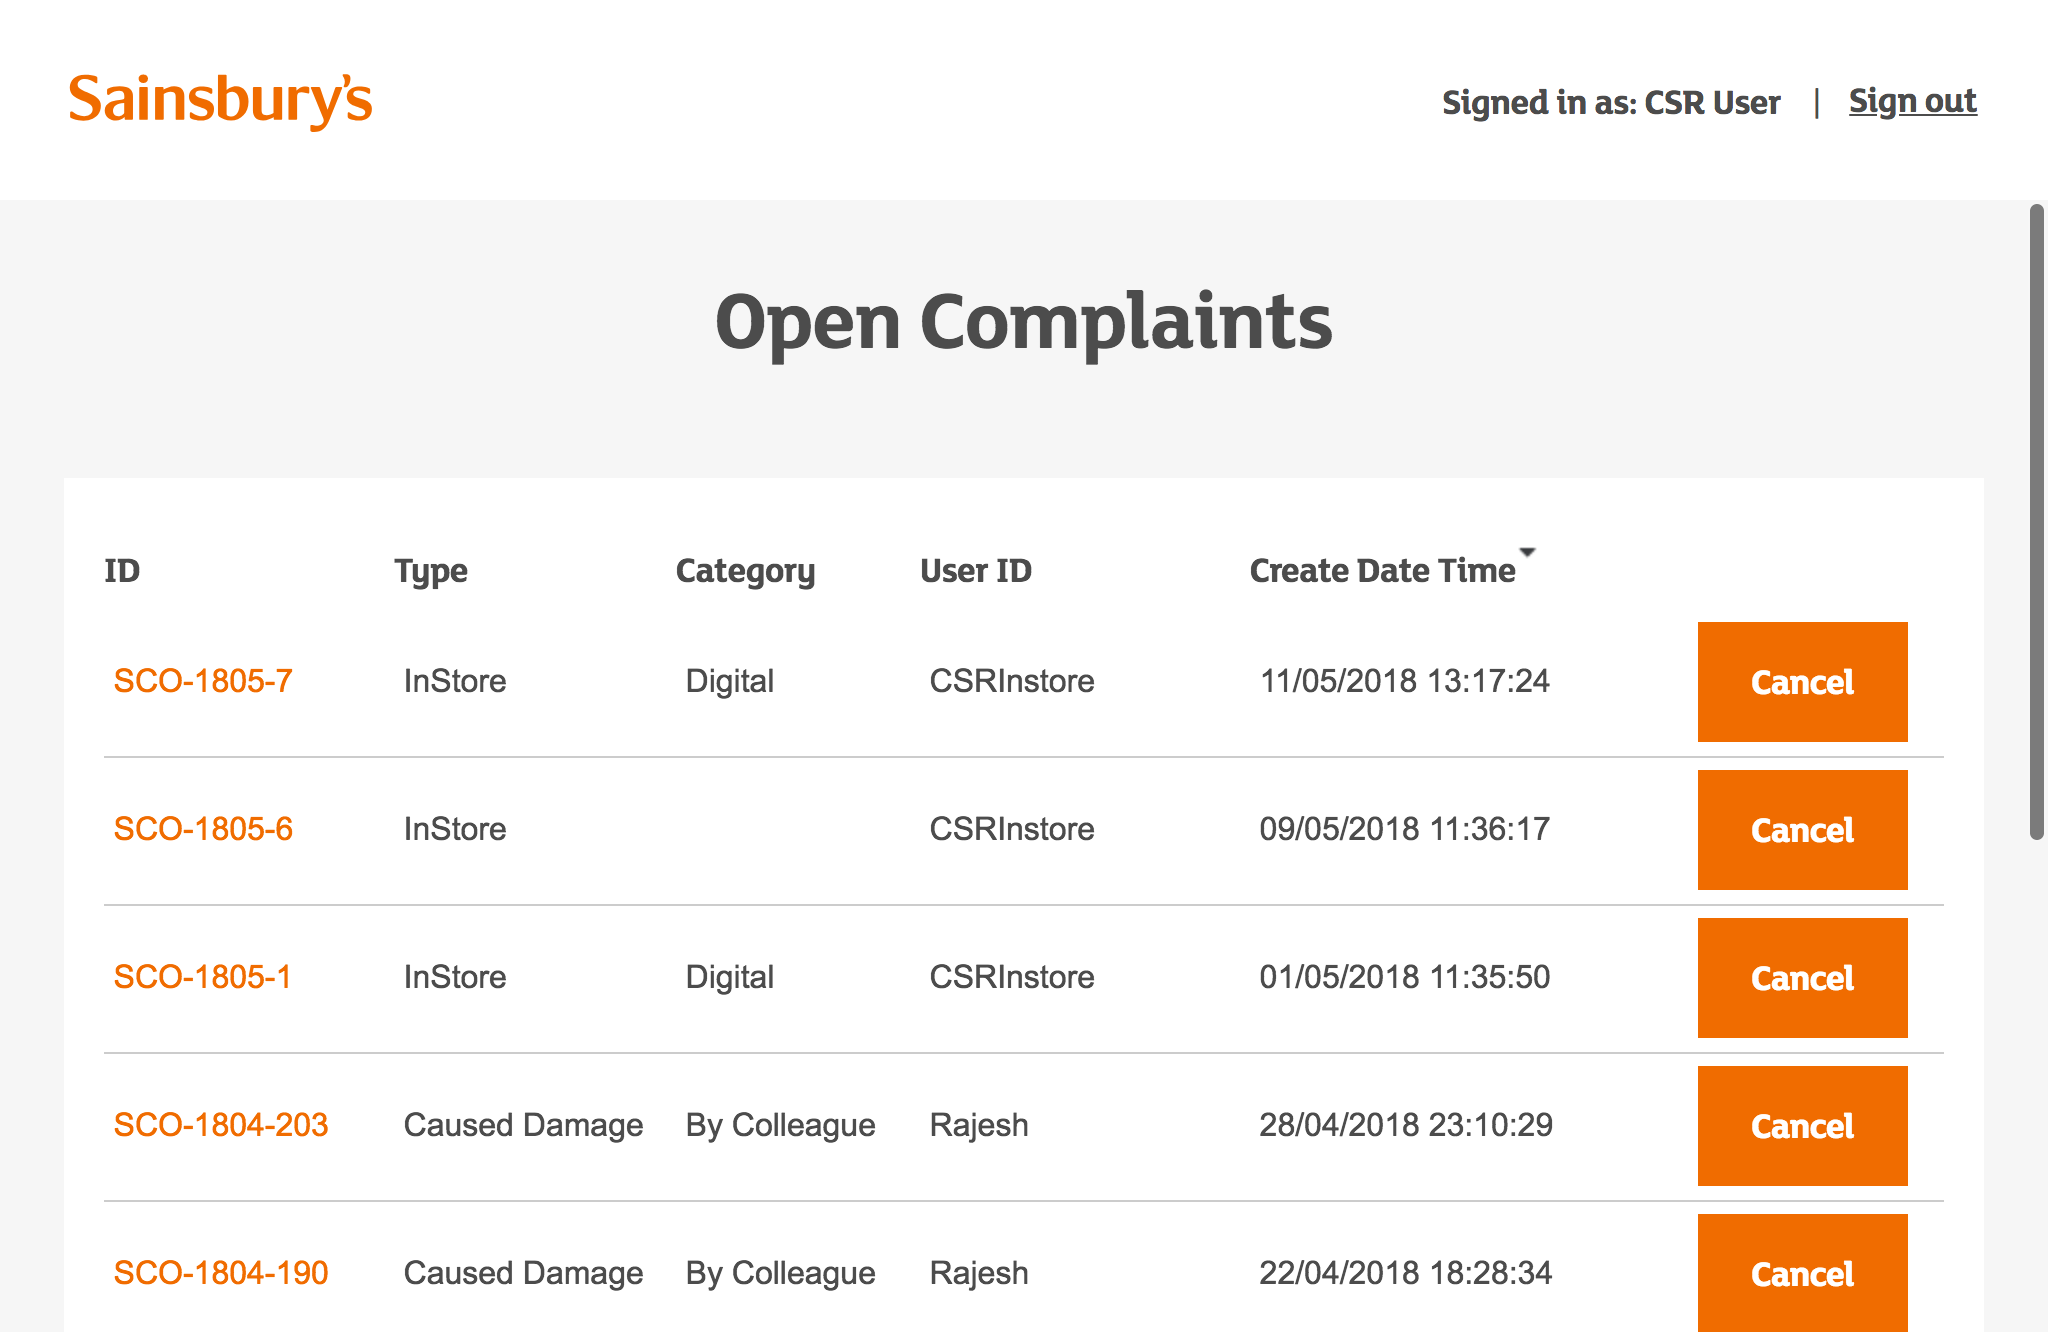 Sainsbury's
Signed in as: CSR User | Sign out
Open Complaints
ID Type Category User ID Create Date Time
SCO-1805-7 InStore Digital CSRInstore 11/05/2018 13:17:24 Cancel
SCO-1805-6 InStore CSRInstore 09/05/2018 11:36:17 Cancel
SCO-1805-1 InStore Digital CSRInstore 01/05/2018 11:35:50 Cancel
SCO-1804-203 Caused Damage By Colleague Rajesh 28/04/2018 23:10:29 Cancel
SCO-1804-190 Caused Damage By Colleague Rajesh 22/04/2018 18:28:34 Cancel